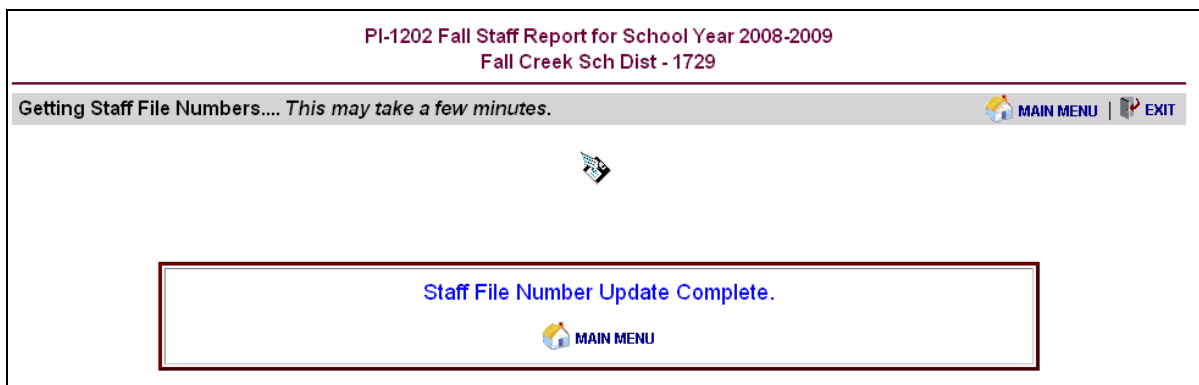 PI-1202 Fall Staff Report for School Year 2008-2009
Fall Creek Sch Dist - 1729
Getting Staff File Numbers.... This may take a few minutes. MAIN MENU | EXIT
Staff File Number Update Complete.
MAIN MENU